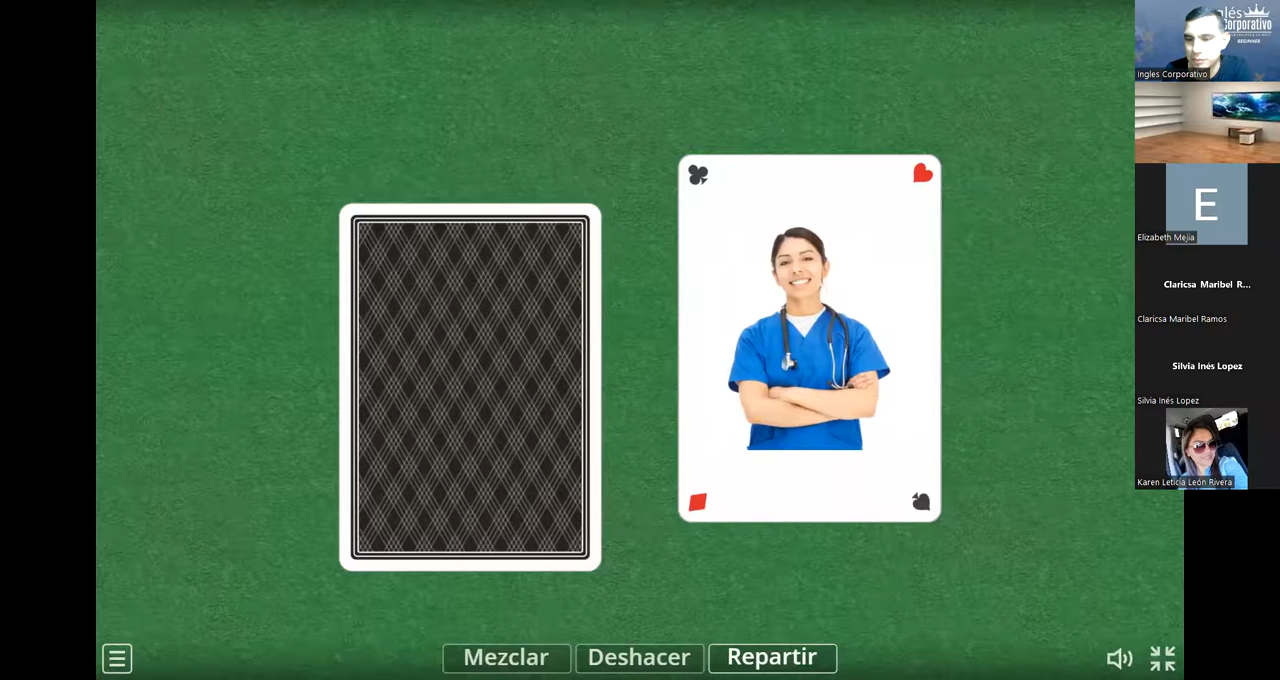 glés
Corporativo
BEGINNER
Ingles Corporativo
E
Elizabeth Mejia
Claricsa Maribel R...
Claricsa Maribel Ramos
Silvia Inés Lopez
Silvia Inés Lopez
Karen Leticia León Rivera
Mezclar
Deshacer
Repartir